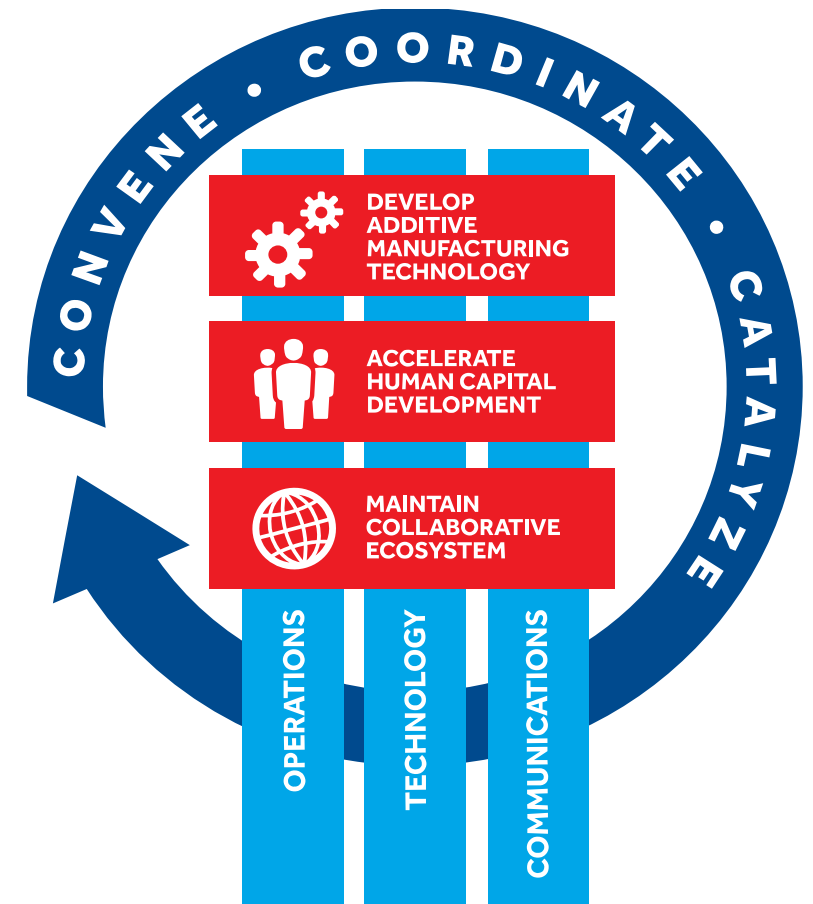 CONVENE • COORDINATE • CATALYZE
DEVELOP
ADDITIVE
MANUFACTURING
TECHNOLOGY
ACCELERATE
HUMAN CAPITAL
DEVELOPMENT
MAINTAIN
COLLABORATIVE
ECOSYSTEM
OPERATIONS
TECHNOLOGY
COMMUNICATIONS